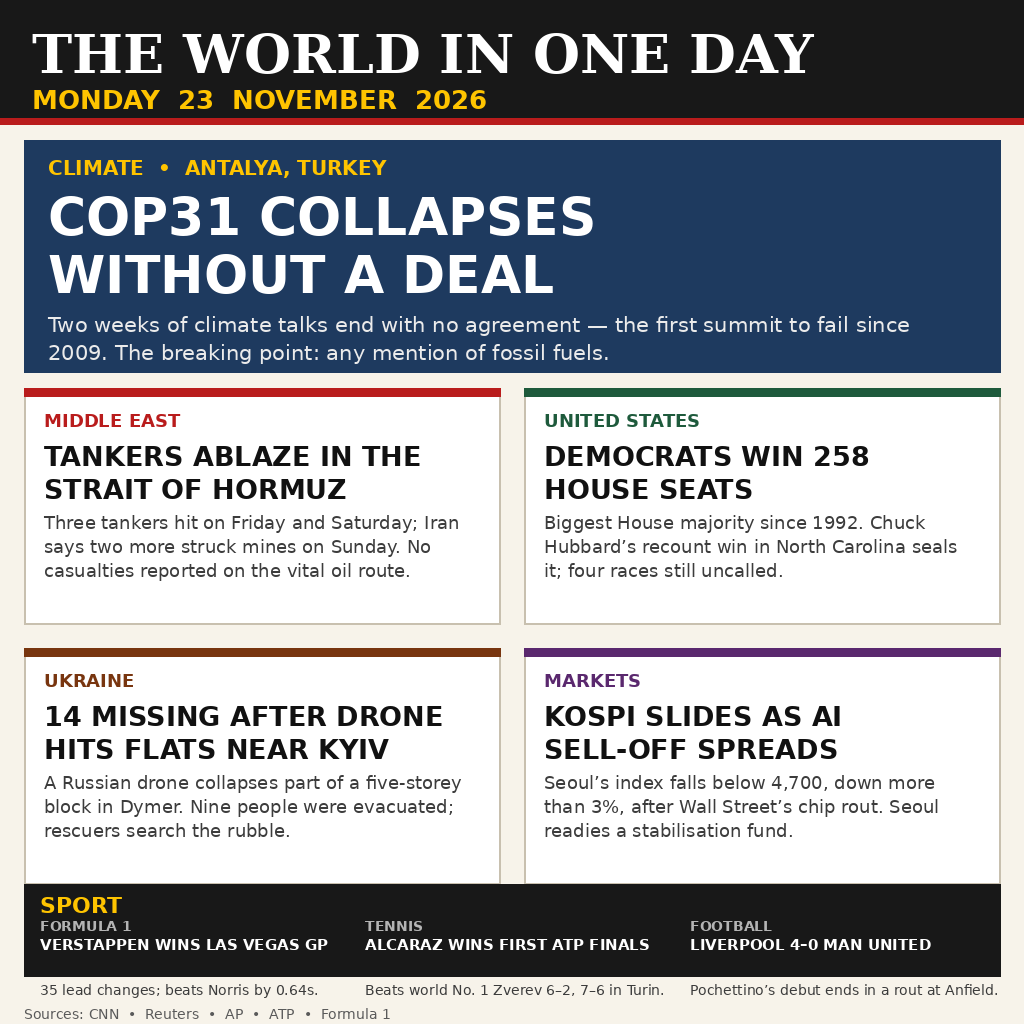 THE WORLD IN ONE DAY
MONDAY 23 NOVEMBER 2026
CLIMATE • ANTALYA, TURKEY
COP31 COLLAPSES
WITHOUT A DEAL
Two weeks of climate talks end with no agreement — the first summit to fail since
2009. The breaking point: any mention of fossil fuels.
MIDDLE EAST
TANKERS ABLAZE IN THE
STRAIT OF HORMUZ
Three tankers hit on Friday and Saturday; Iran
says two more struck mines on Sunday. No
casualties reported on the vital oil route.
UNITED STATES
DEMOCRATS WIN 258
HOUSE SEATS
Biggest House majority since 1992. Chuck
Hubbard’s recount win in North Carolina seals
it; four races still uncalled.
UKRAINE
14 MISSING AFTER DRONE
HITS FLATS NEAR KYIV
A Russian drone collapses part of a five-storey
block in Dymer. Nine people were evacuated;
rescuers search the rubble.
MARKETS
KOSPI SLIDES AS AI
SELL-OFF SPREADS
Seoul’s index falls below 4,700, down more
than 3%, after Wall Street’s chip rout. Seoul
readies a stabilisation fund.
SPORT
FORMULA 1
VERSTAPPEN WINS LAS VEGAS GP
35 lead changes; beats Norris by 0.64s.
TENNIS
ALCARAZ WINS FIRST ATP FINALS
Beats world No. 1 Zverev 6–2, 7–6 in Turin.
FOOTBALL
LIVERPOOL 4–0 MAN UNITED
Pochettino’s debut ends in a rout at Anfield.
Sources: CNN • Reuters • AP • ATP • Formula 1